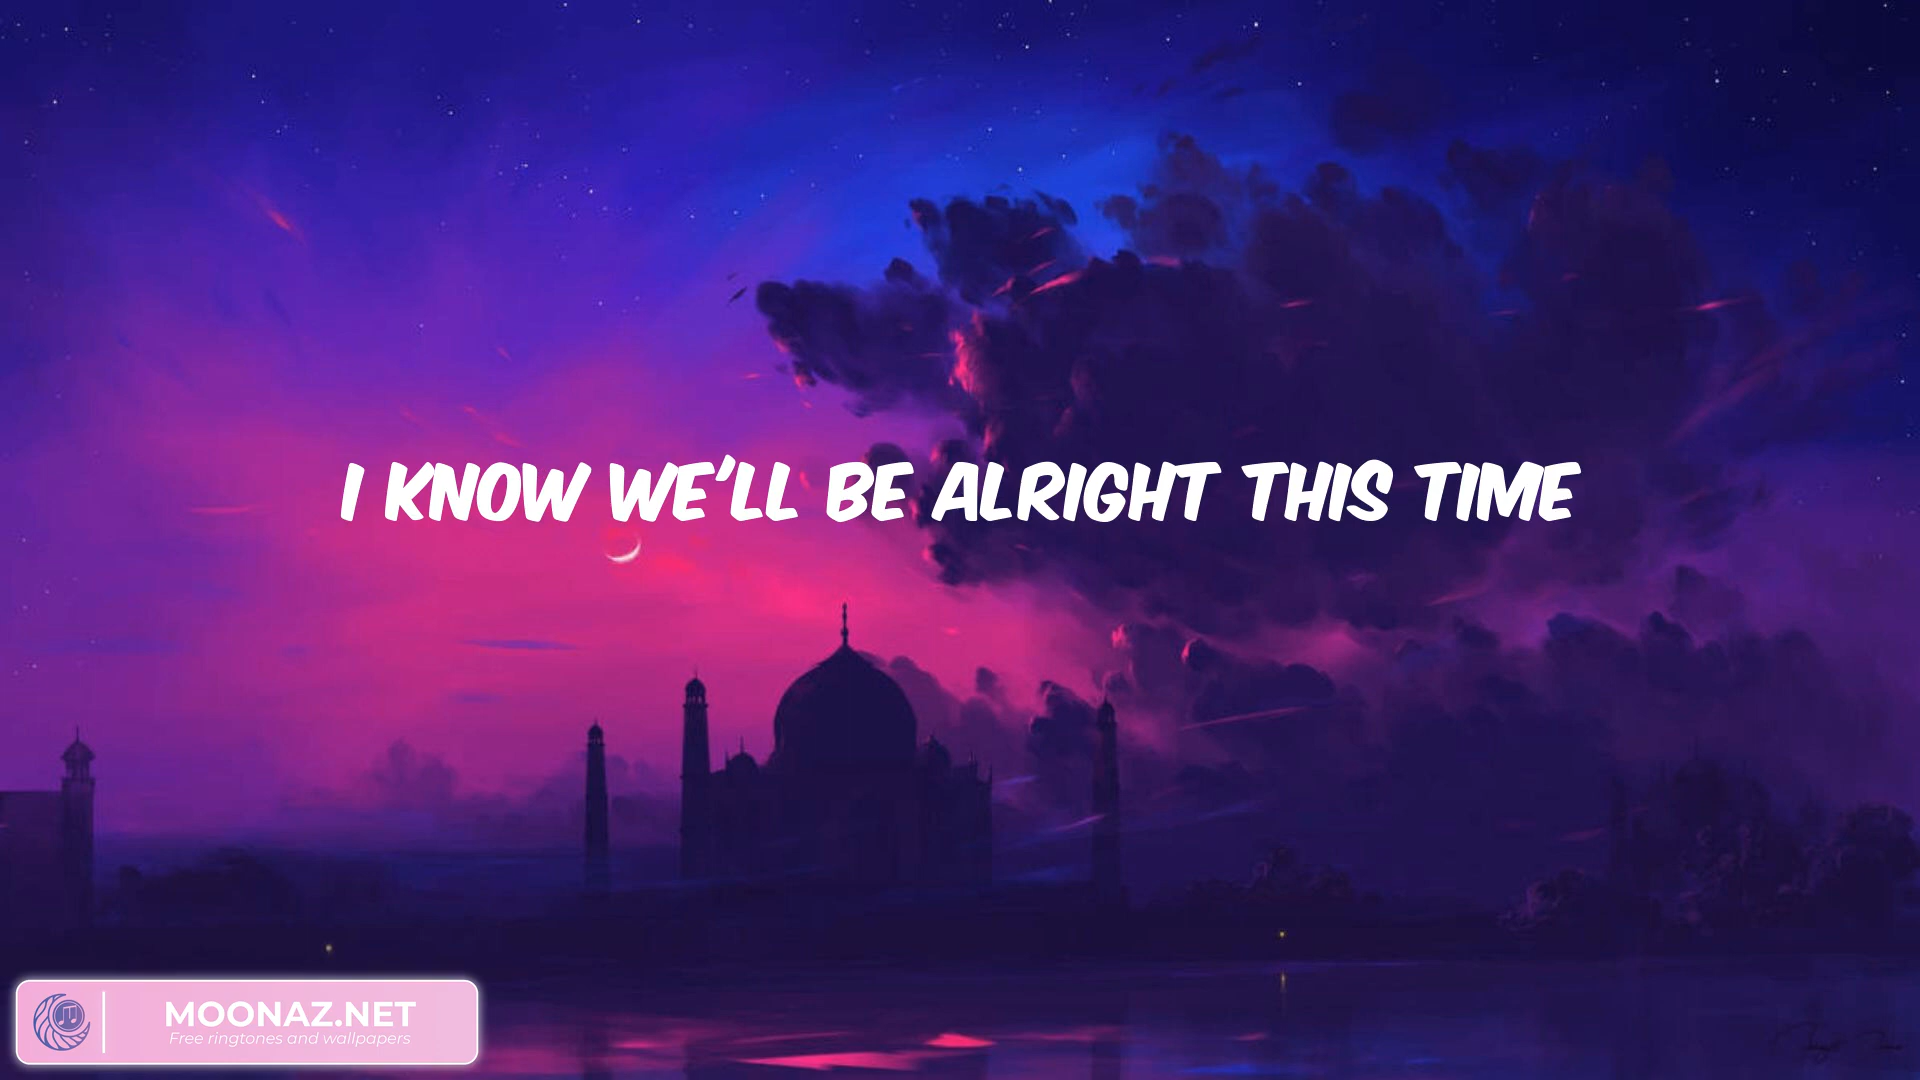 I KNOW WE'LL BE ALRIGHT THIS TIME
MOONAZ.NET
Free ringtones and wallpapers